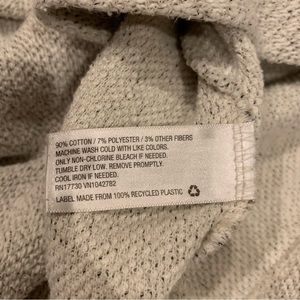 90% COTTON / 7% POLYESTER / 3% OTHER FIBERS
MACHINE WASH COLD WITH LIKE COLORS.
ONLY NON-CHLORINE BLEACH IF NEEDED.
TUMBLE DRY LOW. REMOVE PROMPTLY.
COOL IRON IF NEEDED.
RN17730 VN1042782
LABEL MADE FROM 100% RECYCLED PLASTIC